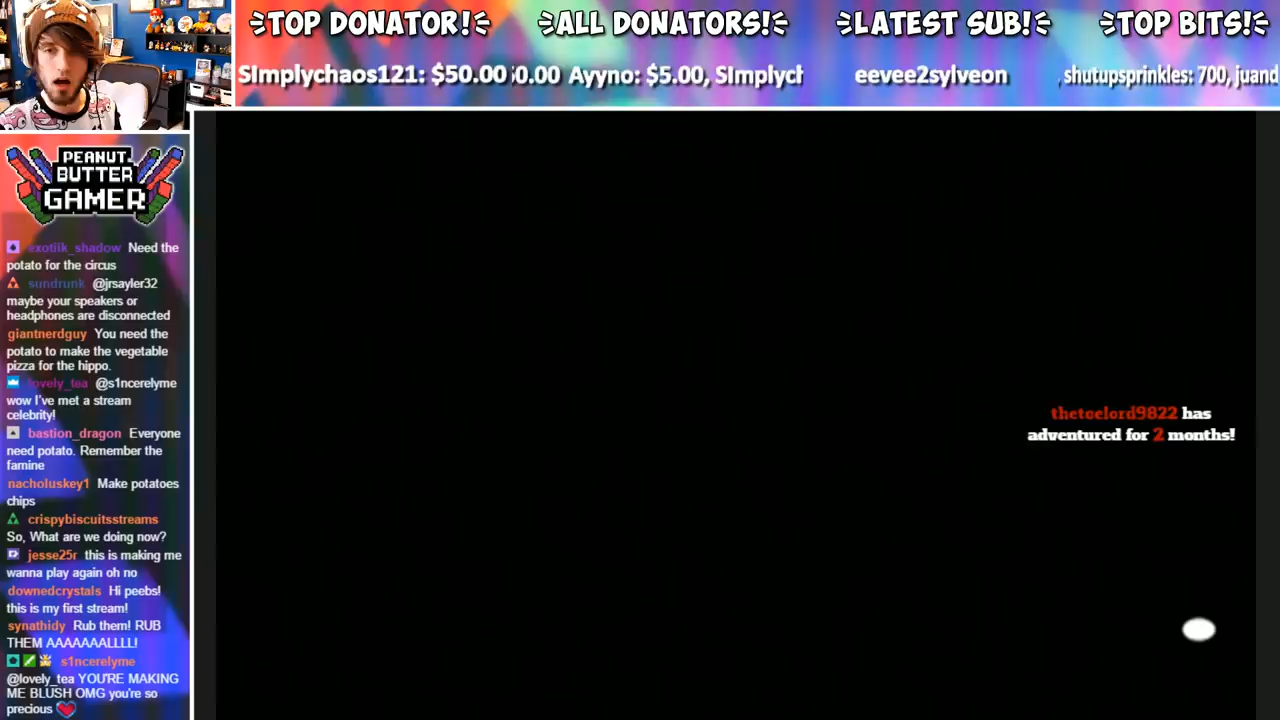 TOP DONATOR!
ALL DONATORS!
LATEST SUB!
TOP BITS!
SImplychaos121: $50.00
0.00 Ayyno: $5.00, SImplych
eevee2sylveon
, shutupsprinkles: 700, juand
PEANUT
BUTTER
GAMER
exotiik_shadow Need the
potato for the circus
sundrunk @jrsayler32
maybe your speakers or
headphones are disconnected
giantnerdguy You need the
potato to make the vegetable
pizza for the hippo.
lovely_tea @s1ncerelyme
wow I've met a stream
celebrity!
bastion_dragon Everyone
need potato. Remember the
famine
nacholuskey1 Make potatoes
chips
crispybiscuitsstreams
So, What are we doing now?
jesse25r this is making me
wanna play again oh no
downedcrystals Hi peebs!
this is my first stream!
synathidy Rub them! RUB
THEM AAAAAAALLLL!
s1ncerelyme
@lovely_tea YOU'RE MAKING
ME BLUSH OMG you're so
precious
thetoelord9822 has
adventured for 2 months!